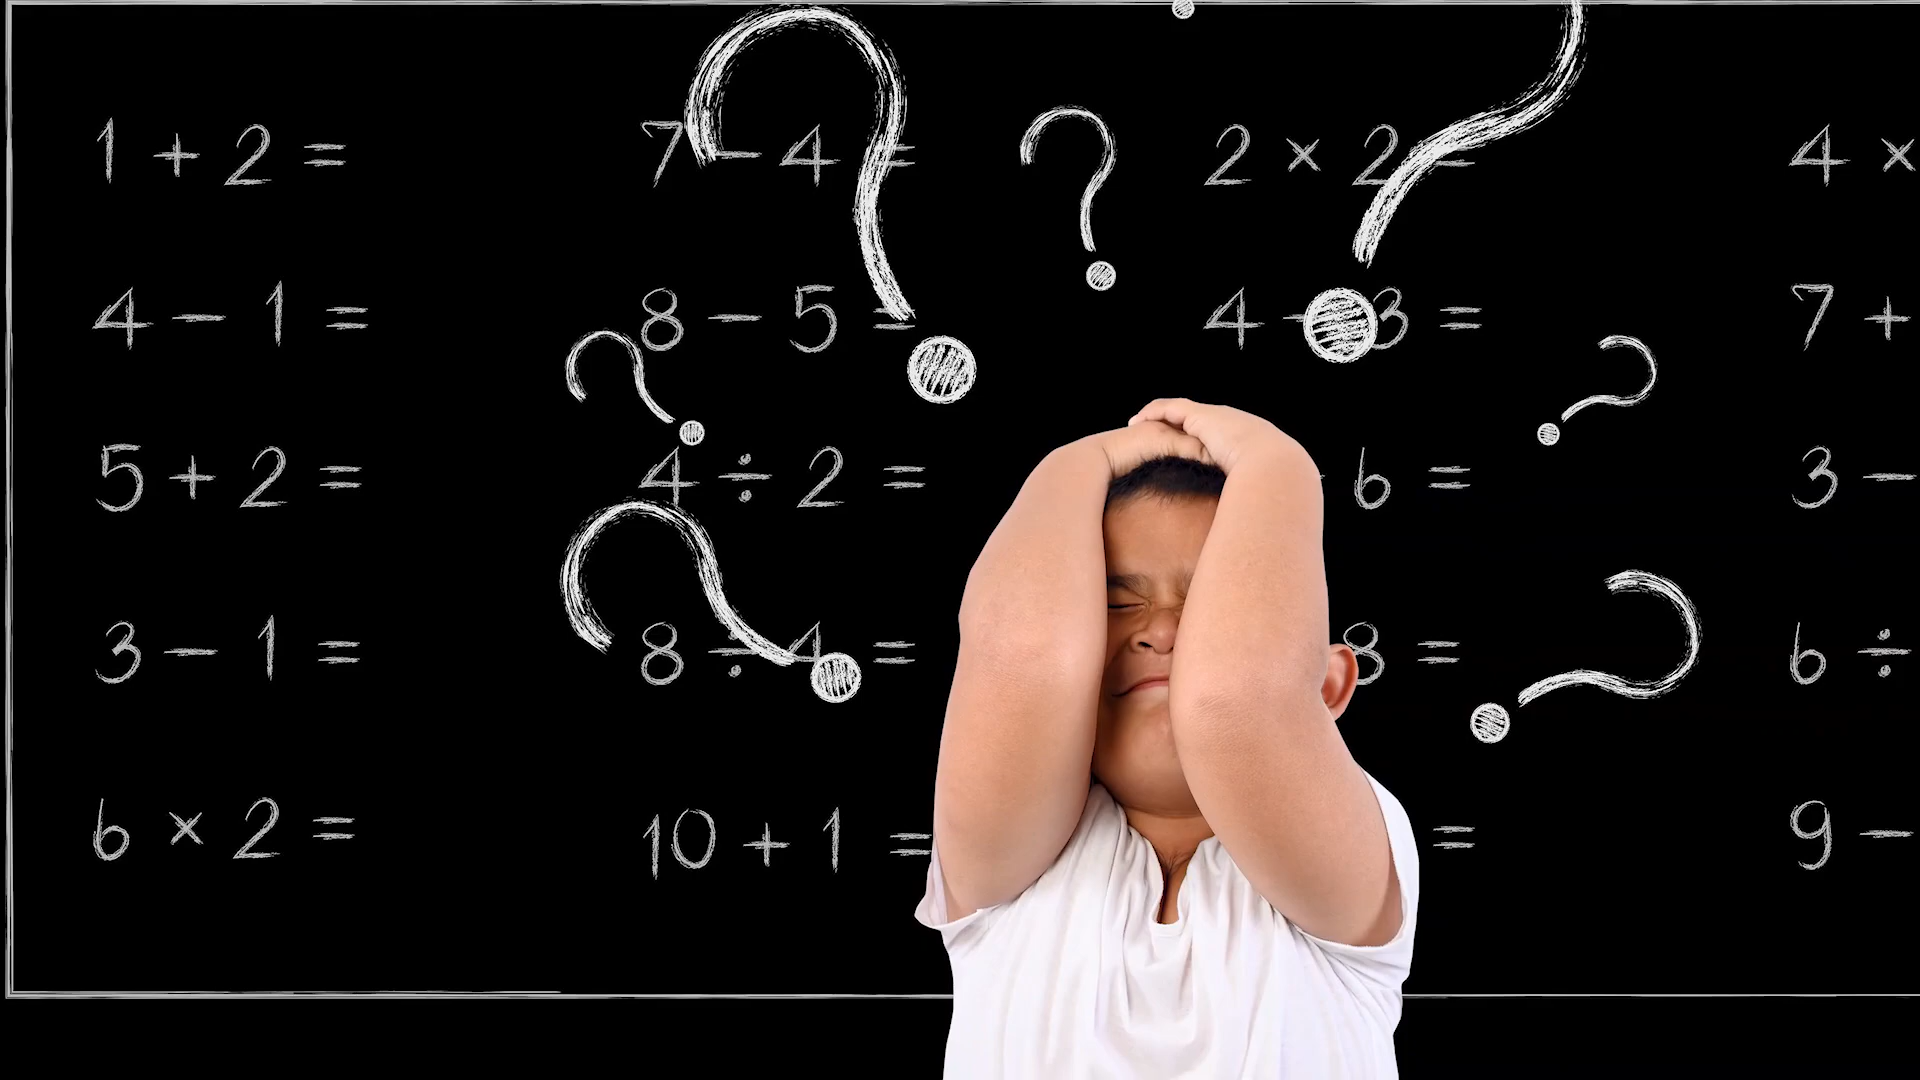 1 + 2 =
7 - 4 =
2 × 2 =
4 ×
4 - 1 =
8 - 5 =
4 - 3 =
7 +
5 + 2 =
4 ÷ 2 =
6 =
3 -
3 - 1 =
8 ÷ 4 =
8 =
6 ÷
6 × 2 =
10 + 1 =
=
9 -
?
?
?
?
?
?
?